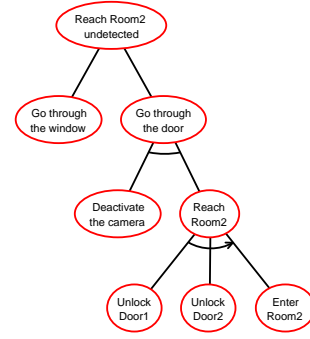 Reach Room2
undetected
Go through
the window
Go through
the door
Deactivate
the camera
Reach
Room2
Unlock
Door1
Unlock
Door2
Enter
Room2